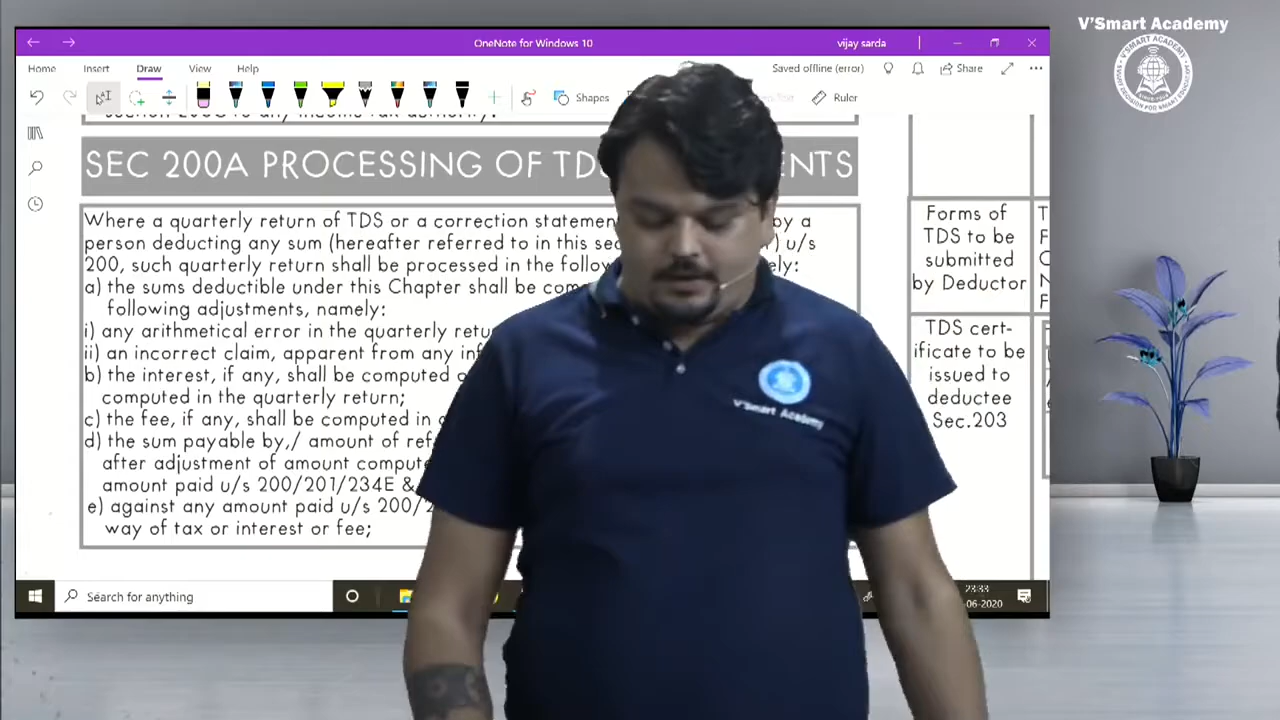 V'Smart Academy
OneNote for Windows 10
vijay sarda
Home Insert Draw View Help
Saved offline (error)
Share
Shapes
Ruler
SEC 200A PROCESSING OF TDS
ENTS
Where a quarterly return of TDS or a correction statemen
by a
person deducting any sum (hereafter referred to in this sec
) u/s
200, such quarterly return shall be processed in the follow
ely:
a) the sums deductible under this Chapter shall be com
following adjustments, namely:
i) any arithmetical error in the quarterly retu
ii) an incorrect claim, apparent from any inf
b) the interest, if any, shall be computed o
computed in the quarterly return;
c) the fee, if any, shall be computed in
d) the sum payable by,/ amount of ref
after adjustment of amount compute
amount paid u/s 200/201/234E &
e) against any amount paid u/s 200/2
way of tax or interest or fee;
Forms of
TDS to be
submitted
by Deductor
TDS cert-
ificate to be
issued to
deductee
Sec.203
V'Smart Academy
Search for anything
23:33
-06-2020